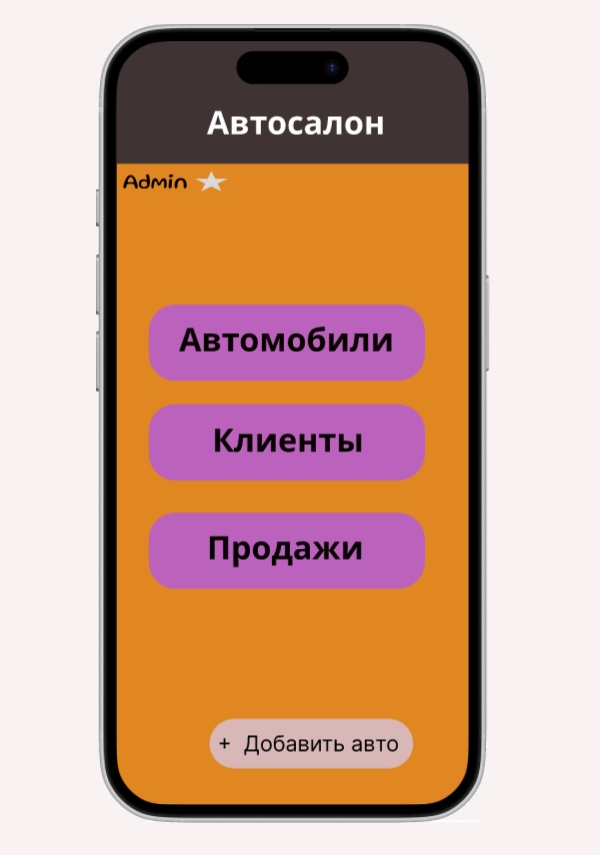 Автосалон
Admin
Автомобили
Клиенты
Продажи
+ Добавить авто